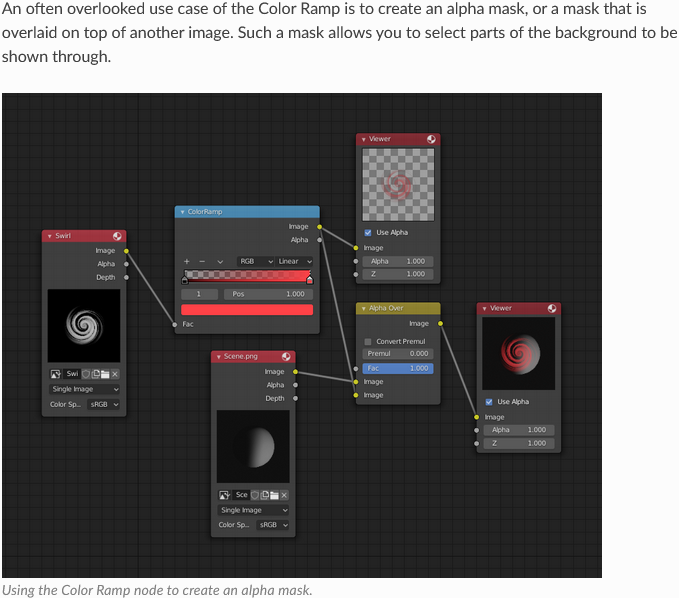 An often overlooked use case of the Color Ramp is to create an alpha mask, or a mask that is
overlaid on top of another image. Such a mask allows you to select parts of the background to be
shown through.
Viewer
Use Alpha
Image
Alpha 1.000
Z 1.000
ColorRamp
Image
Alpha
+ − RGB Linear
1 Pos 1.000
Fac
Swirl
Image
Alpha
Depth
Swi
Single Image
Color Sp... sRGB
Scene.png
Image
Alpha
Depth
Sce
Single Image
Color Sp... sRGB
Alpha Over
Image
Convert Premul
Premul 0.000
Fac 1.000
Image
Image
Viewer
Use Alpha
Image
Alpha 1.000
Z 1.000
Using the Color Ramp node to create an alpha mask.